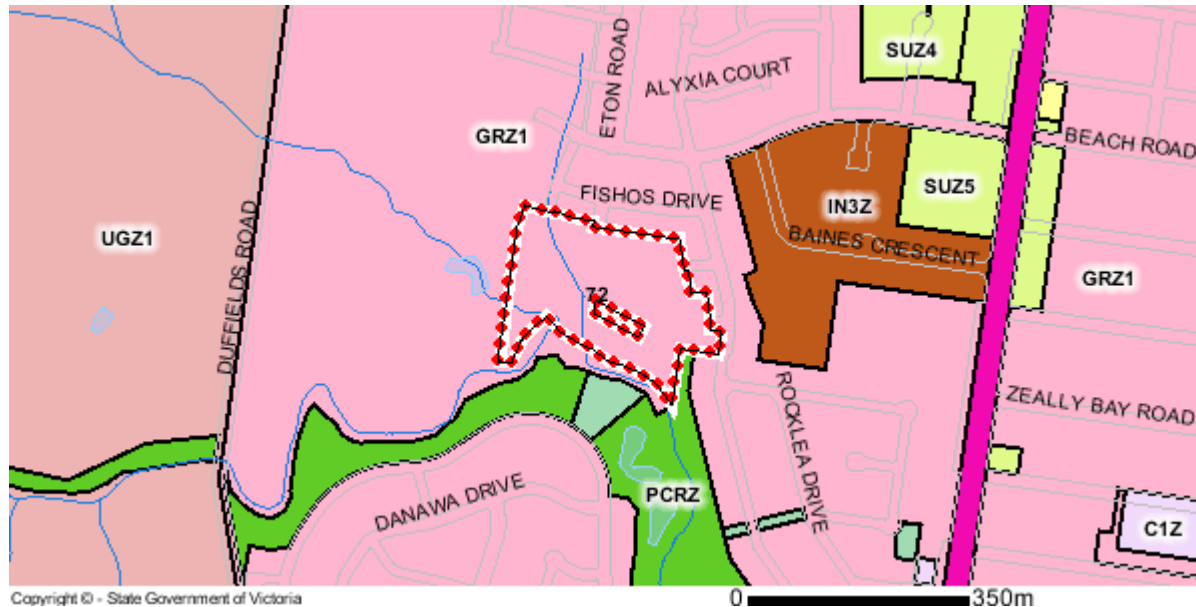 SUZ4
ETON ROAD
ALYXIA COURT
GRZ1
BEACH ROAD
SUZ5
FISHOS DRIVE
IN3Z
UGZ1
BAINES CRESCENT
GRZ1
DUFFIELDS ROAD
72
ROCKLEA DRIVE
ZEALLY BAY ROAD
DANAWA DRIVE
PCRZ
C1Z
Copyright © - State Government of Victoria
0 350m